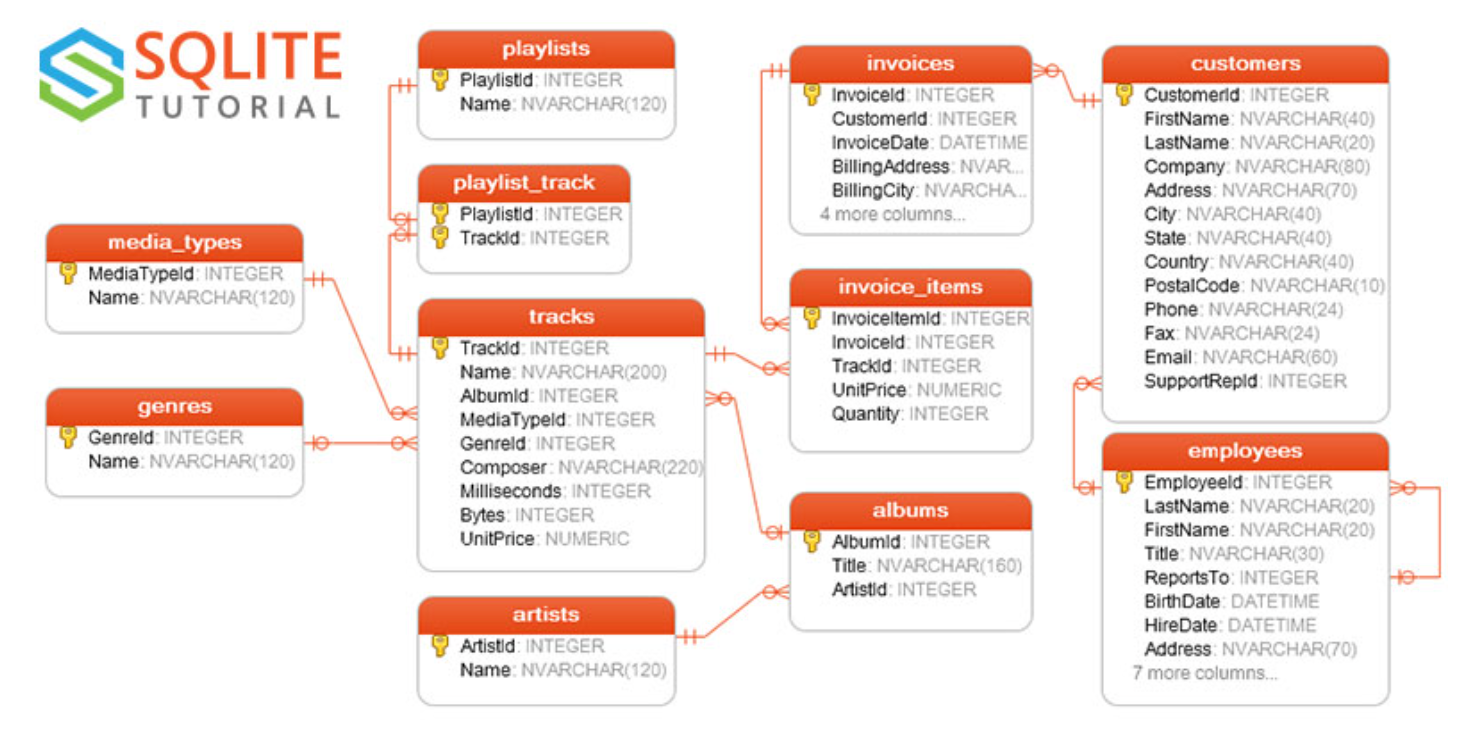 SQLITE
TUTORIAL
playlists
PlaylistId: INTEGER
Name: NVARCHAR(120)
playlist_track
PlaylistId: INTEGER
TrackId: INTEGER
media_types
MediaTypeId: INTEGER
Name: NVARCHAR(120)
genres
GenreId: INTEGER
Name: NVARCHAR(120)
tracks
TrackId: INTEGER
Name: NVARCHAR(200)
AlbumId: INTEGER
MediaTypeId: INTEGER
GenreId: INTEGER
Composer: NVARCHAR(220)
Milliseconds: INTEGER
Bytes: INTEGER
UnitPrice: NUMERIC
artists
ArtistId: INTEGER
Name: NVARCHAR(120)
invoices
InvoiceId: INTEGER
CustomerId: INTEGER
InvoiceDate: DATETIME
BillingAddress: NVAR...
BillingCity: NVARCHA...
4 more columns...
invoice_items
InvoiceItemId: INTEGER
InvoiceId: INTEGER
TrackId: INTEGER
UnitPrice: NUMERIC
Quantity: INTEGER
albums
AlbumId: INTEGER
Title: NVARCHAR(160)
ArtistId: INTEGER
customers
CustomerId: INTEGER
FirstName: NVARCHAR(40)
LastName: NVARCHAR(20)
Company: NVARCHAR(80)
Address: NVARCHAR(70)
City: NVARCHAR(40)
State: NVARCHAR(40)
Country: NVARCHAR(40)
PostalCode: NVARCHAR(10)
Phone: NVARCHAR(24)
Fax: NVARCHAR(24)
Email: NVARCHAR(60)
SupportRepId: INTEGER
employees
EmployeeId: INTEGER
LastName: NVARCHAR(20)
FirstName: NVARCHAR(20)
Title: NVARCHAR(30)
ReportsTo: INTEGER
BirthDate: DATETIME
HireDate: DATETIME
Address: NVARCHAR(70)
7 more columns...